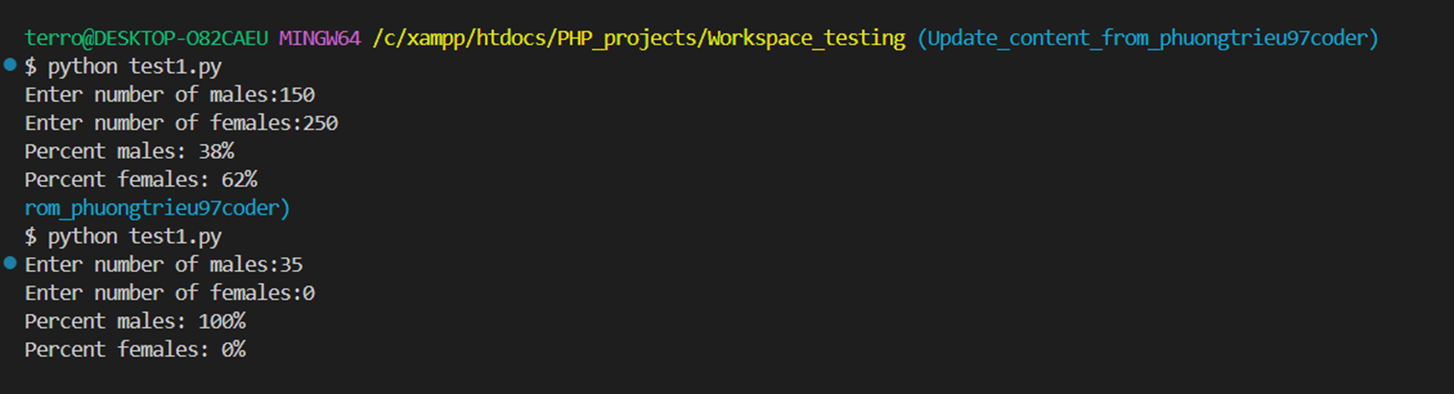 terro@DESKTOP-O82CAEU MINGW64 /c/xampp/htdocs/PHP_projects/Workspace_testing (Update_content_from_phuongtrieu97coder)
$ python test1.py
Enter number of males:150
Enter number of females:250
Percent males: 38%
Percent females: 62%
rom_phuongtrieu97coder)
$ python test1.py
Enter number of males:35
Enter number of females:0
Percent males: 100%
Percent females: 0%